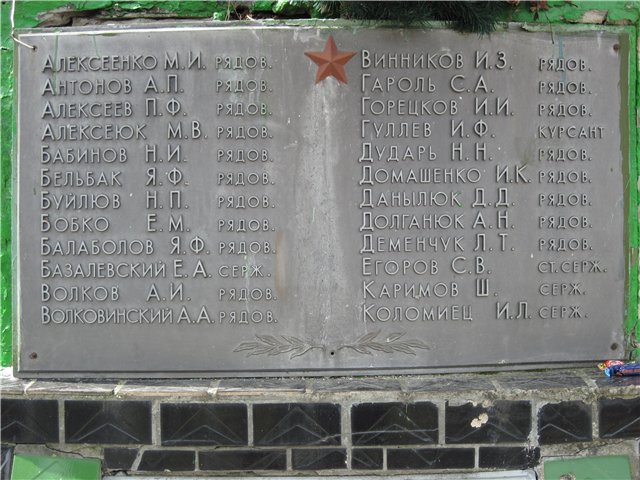 Алексеенко М.И. рядов.
Антонов А.П. рядов.
Алексеев П.Ф. рядов.
Алексеюк М.В. рядов.
Бабинов Н.И. рядов.
Бельбак Я.Ф. рядов.
Буйлюв Н.П. рядов.
Бобко Е.М. рядов.
Балаболов Я.Ф. рядов.
Базалевский Е.А. серж.
Волков А.И. рядов.
Волковинский А.А. рядов.
Винников И.З. рядов.
Гароль С.А. рядов.
Горецков И.И. рядов.
Гуллев И.Ф. курсант
Дударь Н.Н. рядов.
Домашенко И.К. рядов.
Данылюк Д.Д. рядов.
Долганюк А.Н. рядов.
Деменчук Л.Т. рядов.
Егоров С.В. ст.серж.
Каримов Ш. серж.
Коломиец И.Л. серж.